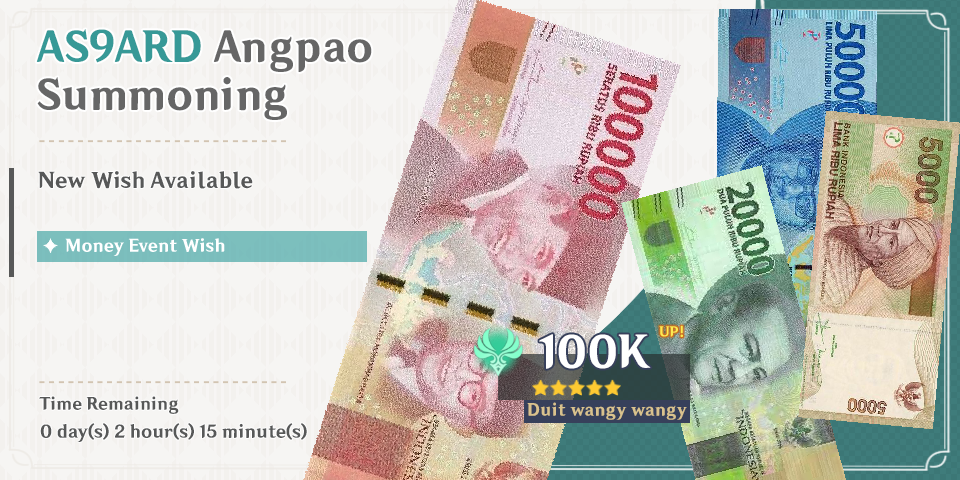 AS9ARD Angpao
Summoning
New Wish Available
Money Event Wish
Time Remaining
0 day(s) 2 hour(s) 15 minute(s)
100000
SERATUS RIBU RUPIAH
100K
UP!
Duit wangy wangy
20000
DUA PULUH RIBU RUPIAH
INDONESIA
50000
LIMA PULUH RIBU
5000
BANK INDONESIA
LIMA RIBU RUPIAH
5000